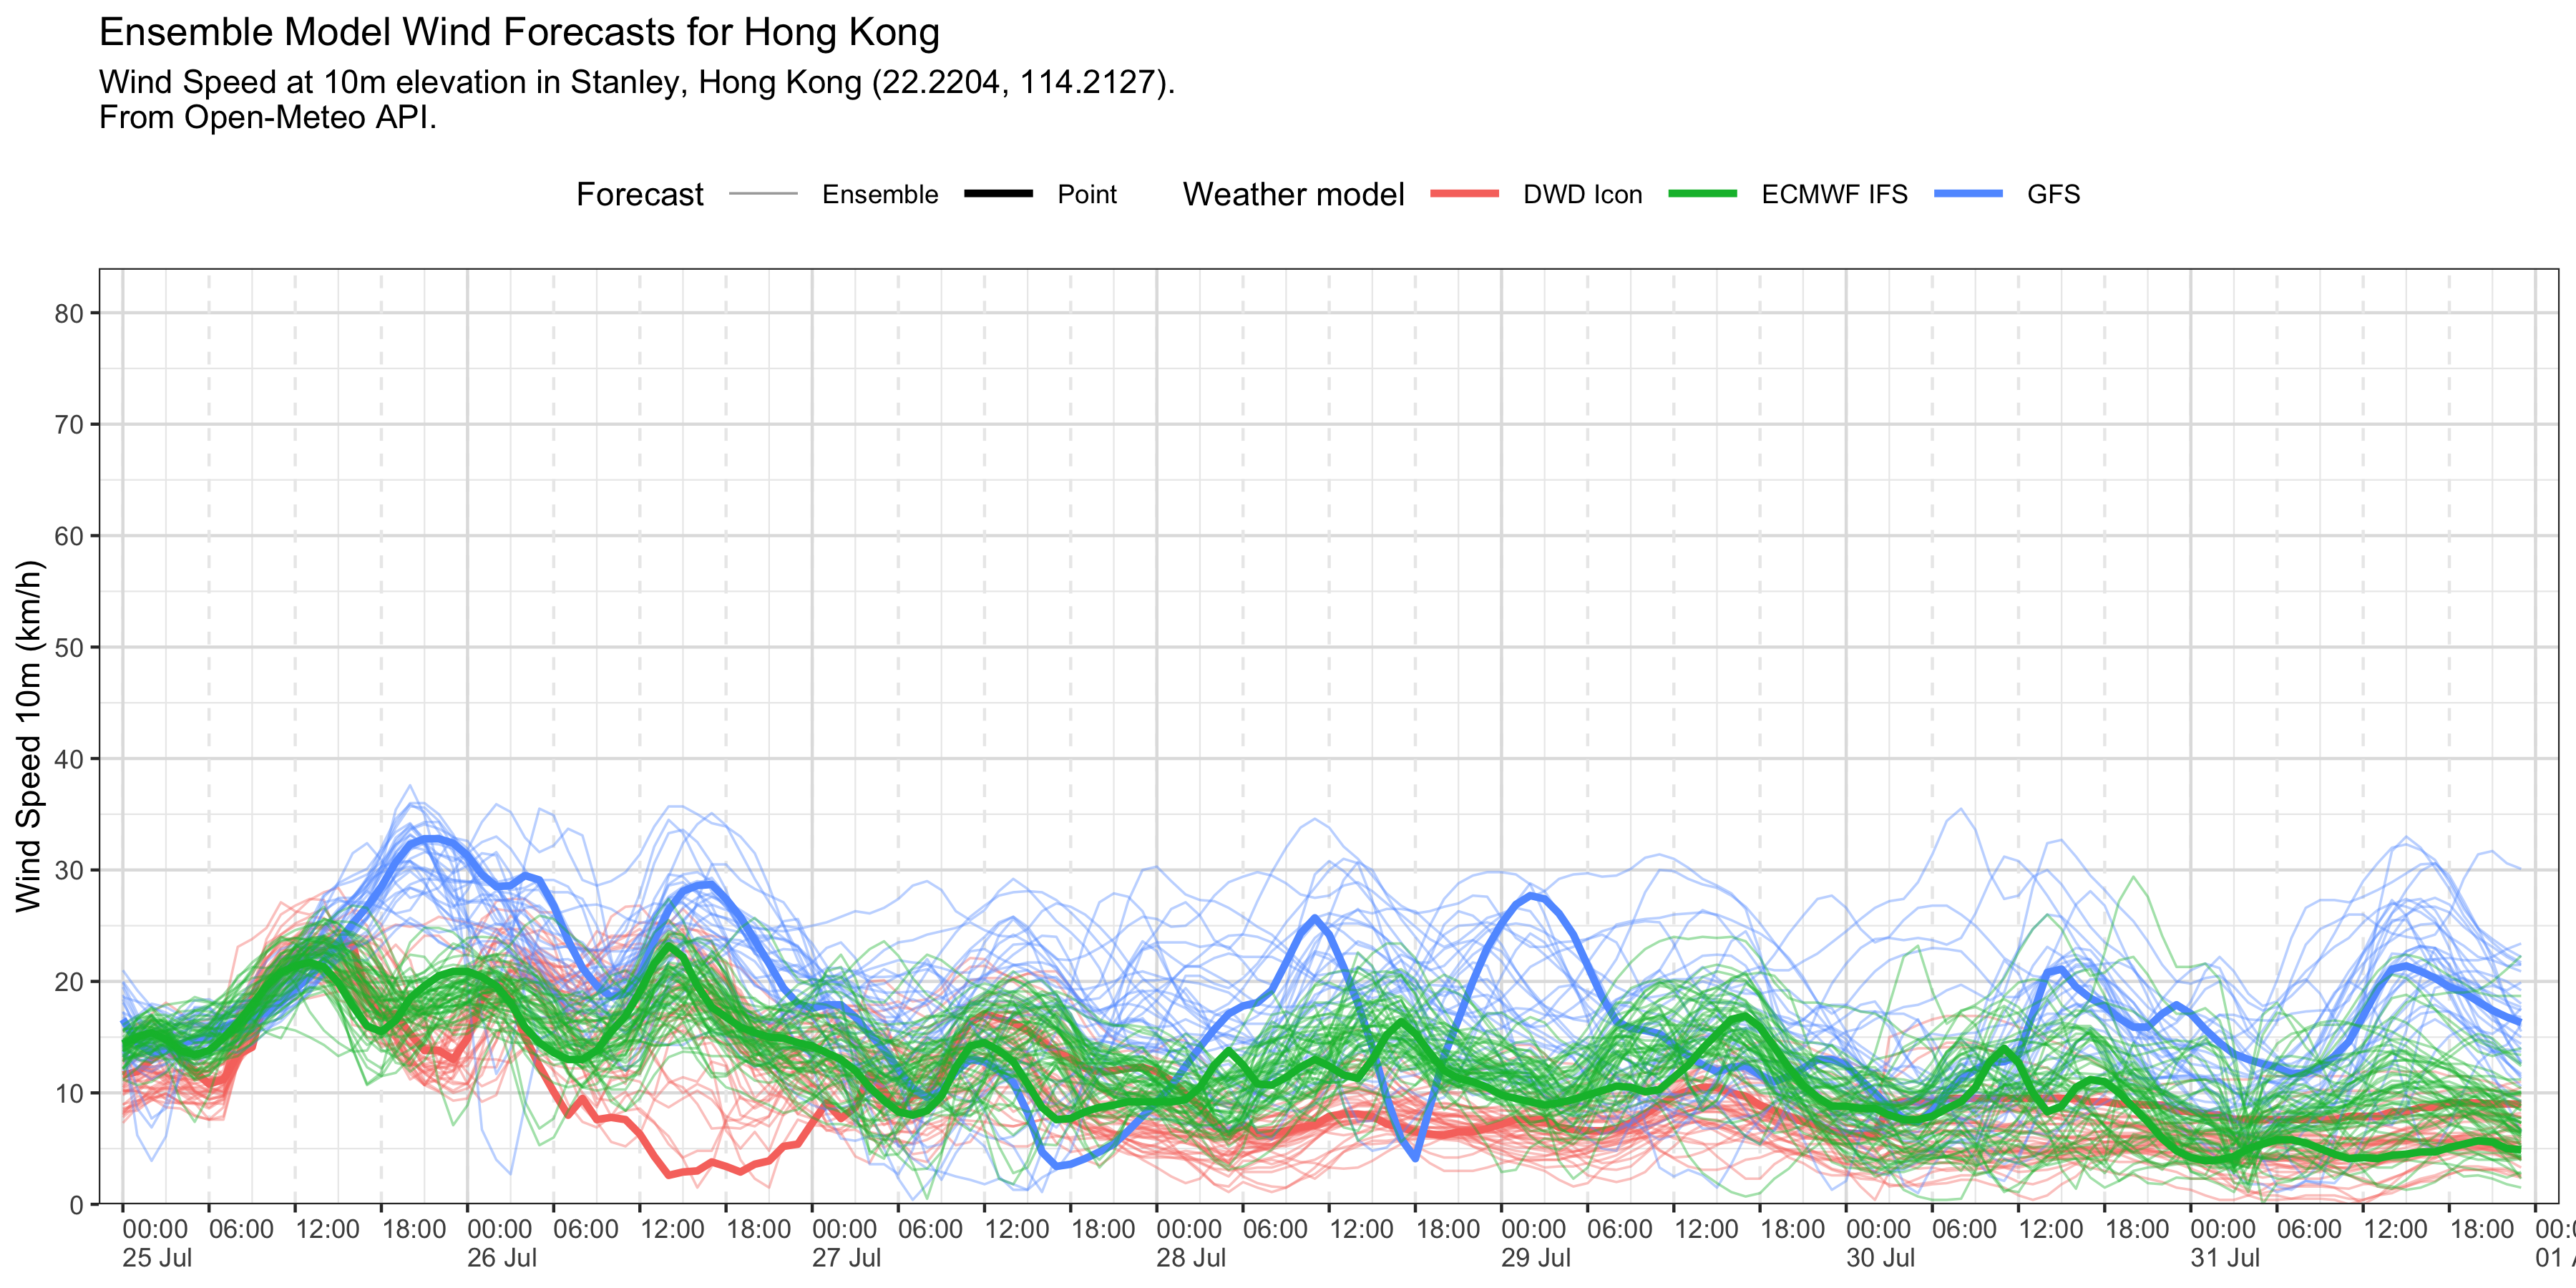 Ensemble Model Wind Forecasts for Hong Kong
Wind Speed at 10m elevation in Stanley, Hong Kong (22.2204, 114.2127).
From Open-Meteo API.
Forecast Ensemble Point Weather model DWD Icon ECMWF IFS GFS
Wind Speed 10m (km/h)
80
70
60
50
40
30
20
10
0
00:00 06:00 12:00 18:00 00:00 06:00 12:00 18:00 00:00 06:00 12:00 18:00 00:00 06:00 12:00 18:00 00:00 06:00 12:00 18:00 00:00 06:00 12:00 18:00 00:00 06:00 12:00 18:00
25 Jul 26 Jul 27 Jul 28 Jul 29 Jul 30 Jul 31 Jul 01